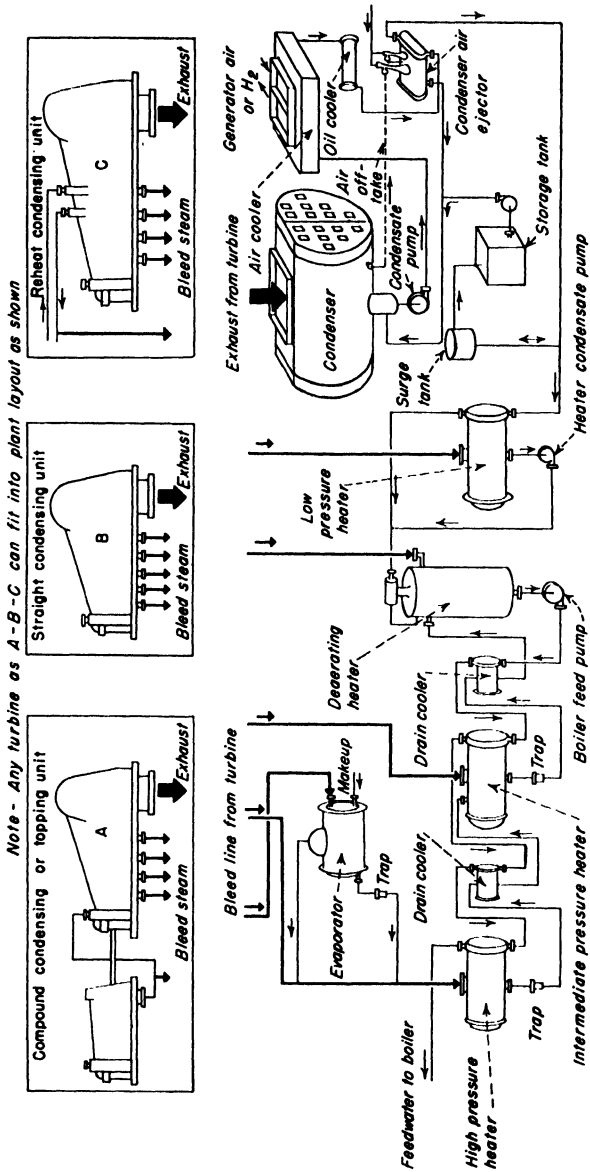 Note - Any turbine as A-B-C can fit into plant layout as shown
Compound condensing or topping unit
A
Bleed steam
Exhaust
Straight condensing unit
B
Bleed steam
Exhaust
Reheat condensing unit
C
Bleed steam
Exhaust
Bleed line from turbine
Exhaust from turbine
Generator air
or H2
Air cooler
Oil cooler
Condenser
Air
off-
take
Condensate
pump
Condenser air
ejector
Storage tank
Surge
tank
Heater condensate pump
Low
pressure
heater
Deaerating
heater
Boiler feed pump
Drain cooler
Trap
Intermediate pressure heater
Makeup
Evaporator
Trap
Drain cooler
Trap
Feedwater to boiler
High pressure
heater